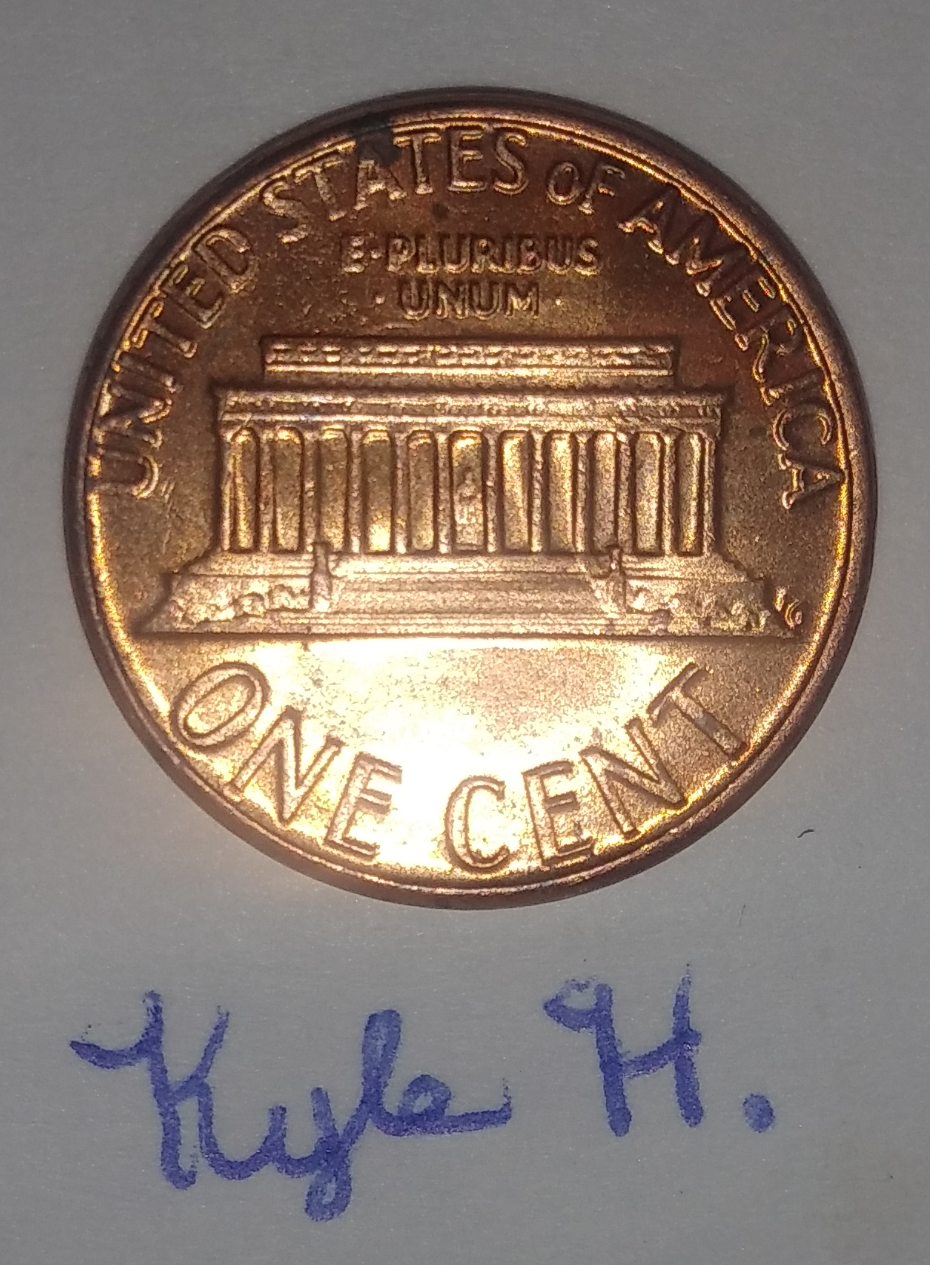 UNITED STATES OF AMERICA
E·PLURIBUS
·UNUM·
ONE CENT
Kyle H.